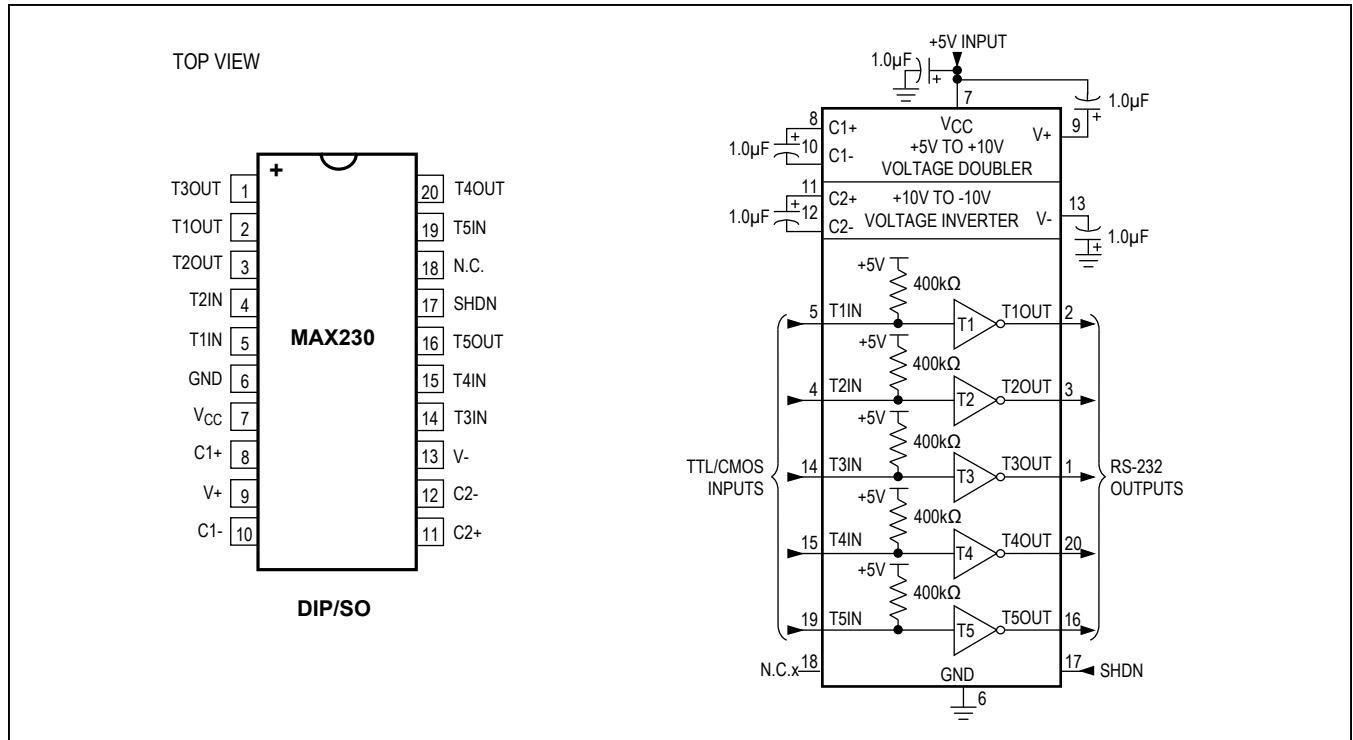 TOP VIEW
+
MAX230
T3OUT 1
T1OUT 2
T2OUT 3
T2IN 4
T1IN 5
GND 6
VCC 7
C1+ 8
V+ 9
C1- 10
20 T4OUT
19 T5IN
18 N.C.
17 SHDN
16 T5OUT
15 T4IN
14 T3IN
13 V-
12 C2-
11 C2+
DIP/SO
+5V INPUT
1.0µF
+
7
1.0µF
+
8 C1+
VCC
V+ 9
1.0µF
+
10 C1-
+5V TO +10V
VOLTAGE DOUBLER
11 C2+
+10V TO -10V
13
1.0µF
+
12 C2-
VOLTAGE INVERTER
V-
1.0µF
+
+5V
400kΩ
5 T1IN T1 T1OUT 2
+5V
400kΩ
4 T2IN T2 T2OUT 3
+5V
400kΩ
TTL/CMOS
INPUTS
14 T3IN T3 T3OUT 1
RS-232
OUTPUTS
+5V
400kΩ
15 T4IN T4 T4OUT 20
+5V
400kΩ
19 T5IN T5 T5OUT 16
N.C.x 18
GND
17 SHDN
6